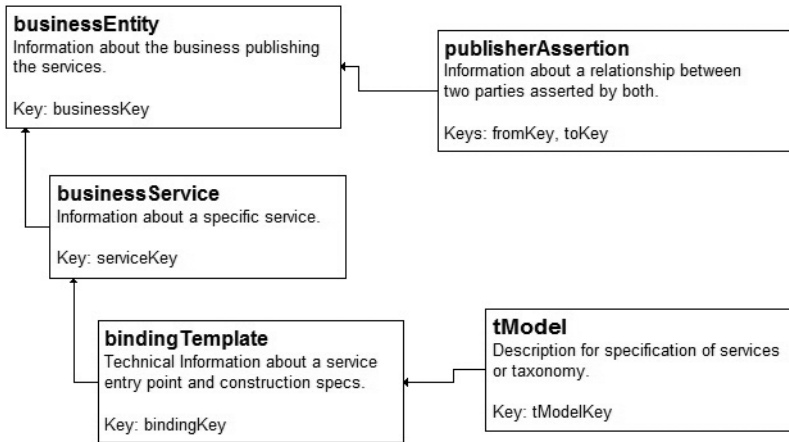 businessEntity
Information about the business publishing
the services.
Key: businessKey
publisherAssertion
Information about a relationship between
two parties asserted by both.
Keys: fromKey, toKey
businessService
Information about a specific service.
Key: serviceKey
bindingTemplate
Technical Information about a service
entry point and construction specs.
Key: bindingKey
tModel
Description for specification of services
or taxonomy.
Key: tModelKey